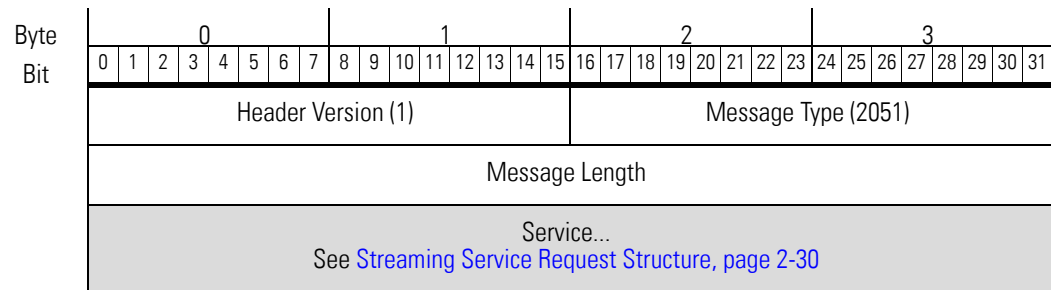 Byte 0 1 2 3
Bit 0 1 2 3 4 5 6 7 8 9 10 11 12 13 14 15 16 17 18 19 20 21 22 23 24 25 26 27 28 29 30 31
Header Version (1) Message Type (2051)
Message Length
Service...
See Streaming Service Request Structure, page 2-30